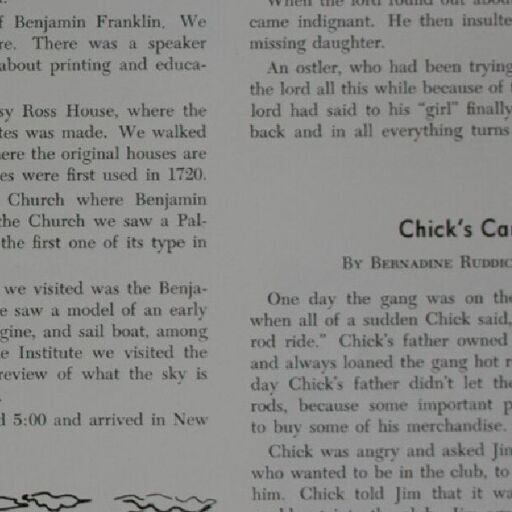 f Benjamin Franklin. We
re. There was a speaker
about printing and educa-
sy Ross House, where the
tes was made. We walked
ere the original houses are
es were first used in 1720.
Church where Benjamin
the Church we saw a Pal-
the first one of its type in
we visited was the Benja-
e saw a model of an early
gine, and sail boat, among
e Institute we visited the
review of what the sky is
d 5:00 and arrived in New
When the lord found out about
came indignant. He then insulte
missing daughter.
An ostler, who had been trying
the lord all this while because of
lord had said to his "girl" finally
back and in all everything turns
Chick's Ca
By Bernadine Ruddic
One day the gang was on the
when all of a sudden Chick said,
rod ride." Chick's father owned
and always loaned the gang hot r
day Chick's father didn't let the
rods, because some important p
to buy some of his merchandise.
Chick was angry and asked Jim
who wanted to be in the club, to
him. Chick told Jim that it wa